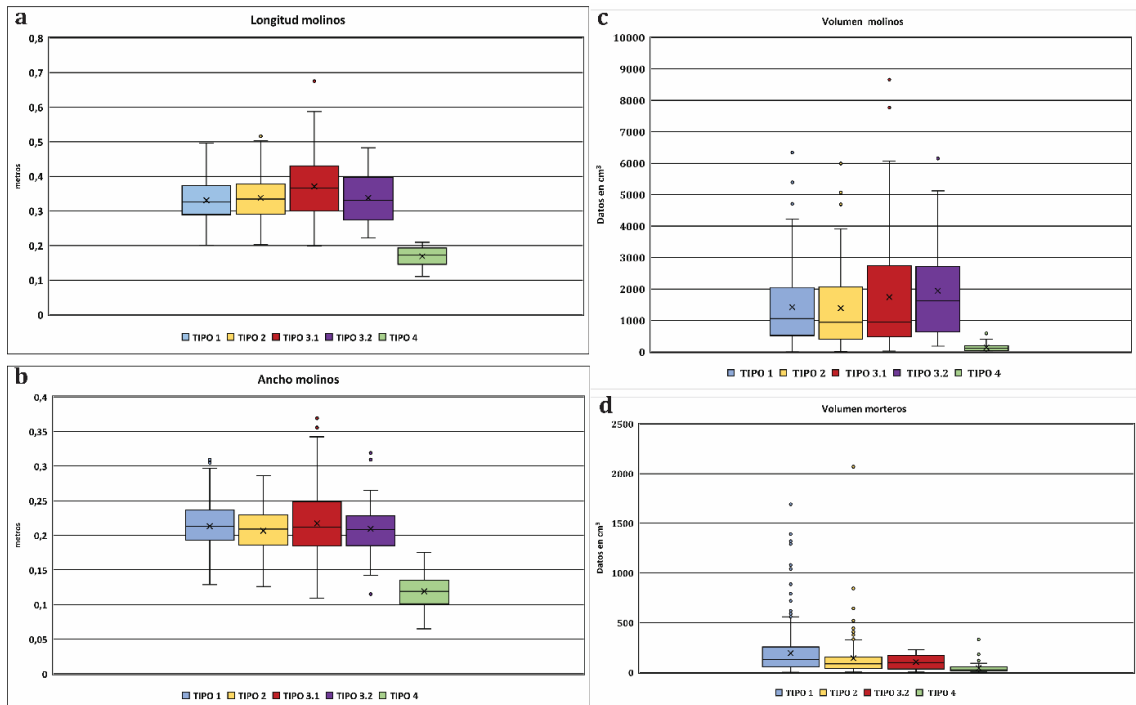 a
Longitud molinos
0,8
0,7
0,6
0,5
0,4
0,3
0,2
0,1
0
metros
TIPO 1 TIPO 2 TIPO 3.1 TIPO 3.2 TIPO 4
b
Ancho molinos
0,4
0,35
0,3
0,25
0,2
0,15
0,1
0,05
0
metros
TIPO 1 TIPO 2 TIPO 3.1 TIPO 3.2 TIPO 4
c
Volumen molinos
10000
9000
8000
7000
6000
5000
4000
3000
2000
1000
0
Datos en cm³
TIPO 1 TIPO 2 TIPO 3.1 TIPO 3.2 TIPO 4
d
Volumen morteros
2500
2000
1500
1000
500
0
Datos en cm³
TIPO 1 TIPO 2 TIPO 3.2 TIPO 4